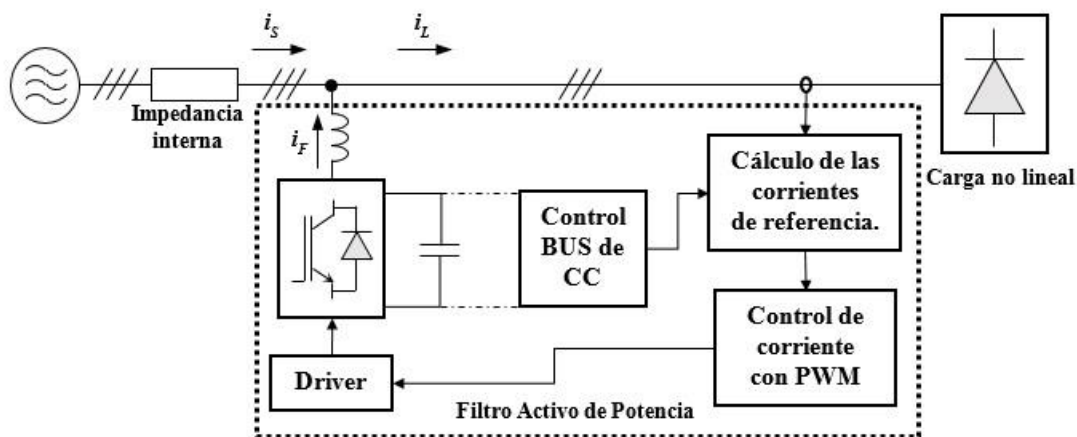 i_S
i_L
Impedancia
interna
i_F
Cálculo de las
corrientes
de referencia.
Carga no lineal
Control
BUS de
CC
Control de
corriente
con PWM
Driver
Filtro Activo de Potencia